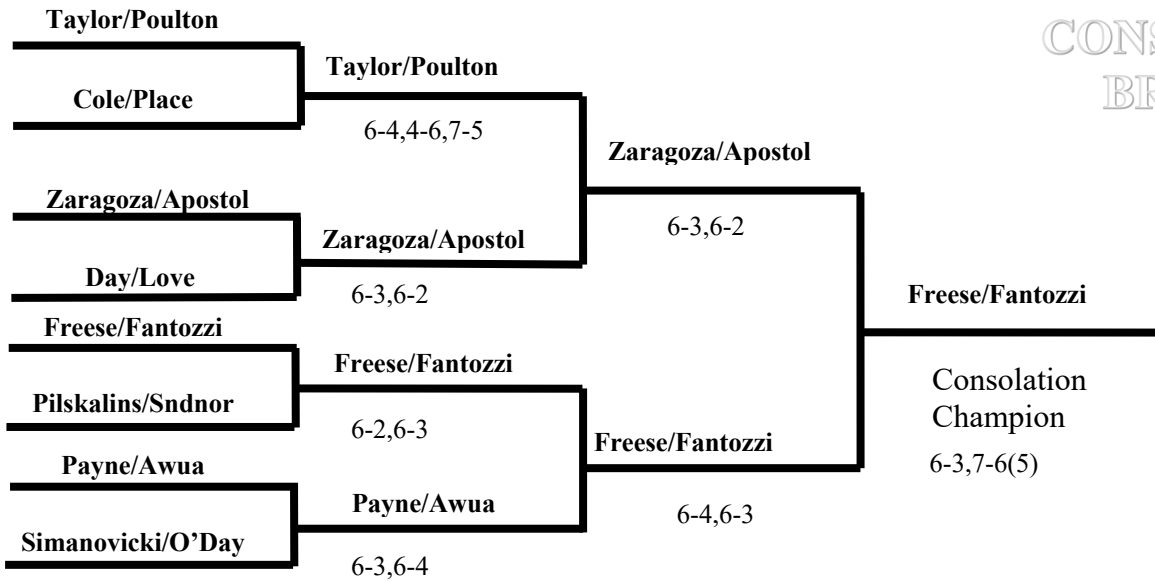 Taylor/Poulton
CONS
BR
Taylor/Poulton
Cole/Place
6-4,4-6,7-5
Zaragoza/Apostol
Zaragoza/Apostol
6-3,6-2
Zaragoza/Apostol
Day/Love
6-3,6-2
Freese/Fantozzi
Freese/Fantozzi
Freese/Fantozzi
Pilskalins/Sndnor
6-2,6-3
Consolation
Champion
6-3,7-6(5)
Freese/Fantozzi
Payne/Awua
Payne/Awua
6-4,6-3
Simanovicki/O’Day
6-3,6-4